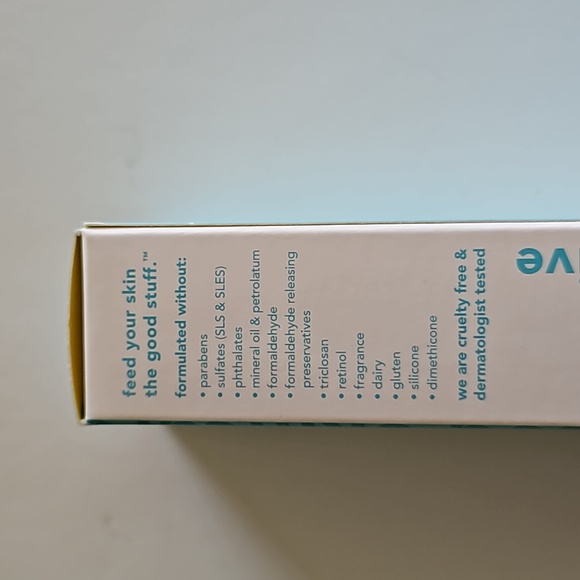 feed your skin
the good stuff.™
formulated without:
• parabens
• sulfates (SLS & SLES)
• phthalates
• mineral oil & petrolatum
• formaldehyde
• formaldehyde releasing
preservatives
• triclosan
• retinol
• fragrance
• dairy
• gluten
• silicone
• dimethicone
we are cruelty free &
dermatologist tested